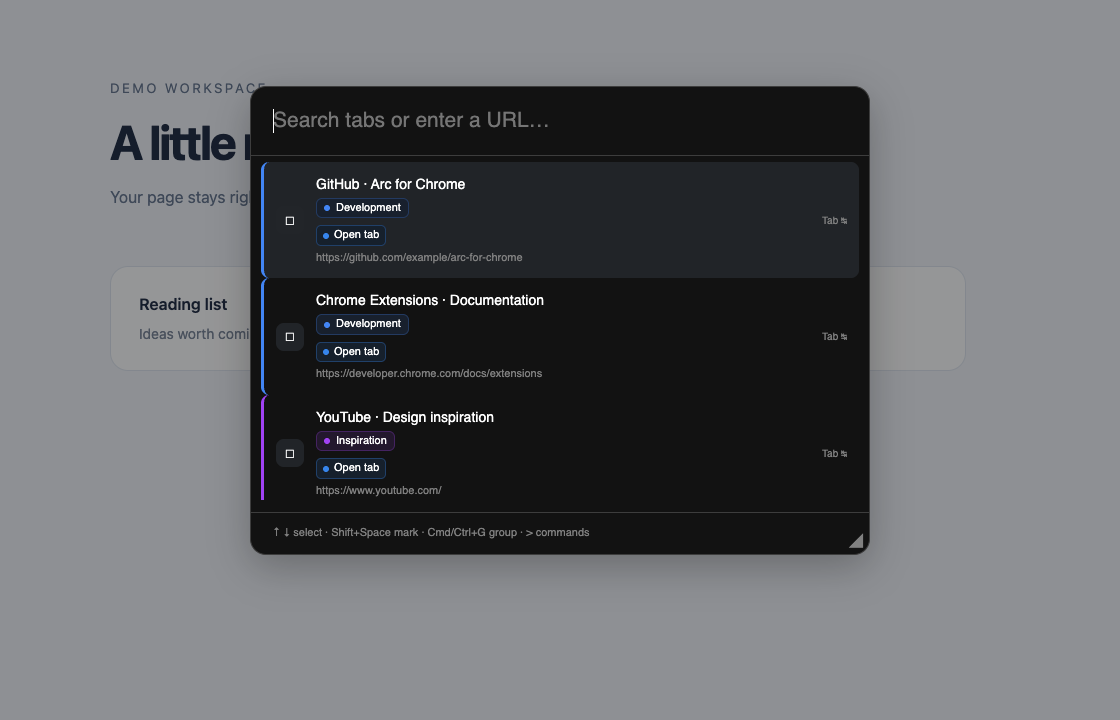 DEMO WORKSPACE
A little
Your page stays
Reading list
Ideas worth
Search tabs or enter a URL…
GitHub · Arc for Chrome
Development
Open tab
https://github.com/example/arc-for-chrome
Tab ↹
Chrome Extensions · Documentation
Development
Open tab
https://developer.chrome.com/docs/extensions
Tab ↹
YouTube · Design inspiration
Inspiration
Open tab
https://www.youtube.com/
Tab ↹
↑ ↓ select · Shift+Space mark · Cmd/Ctrl+G group · > commands